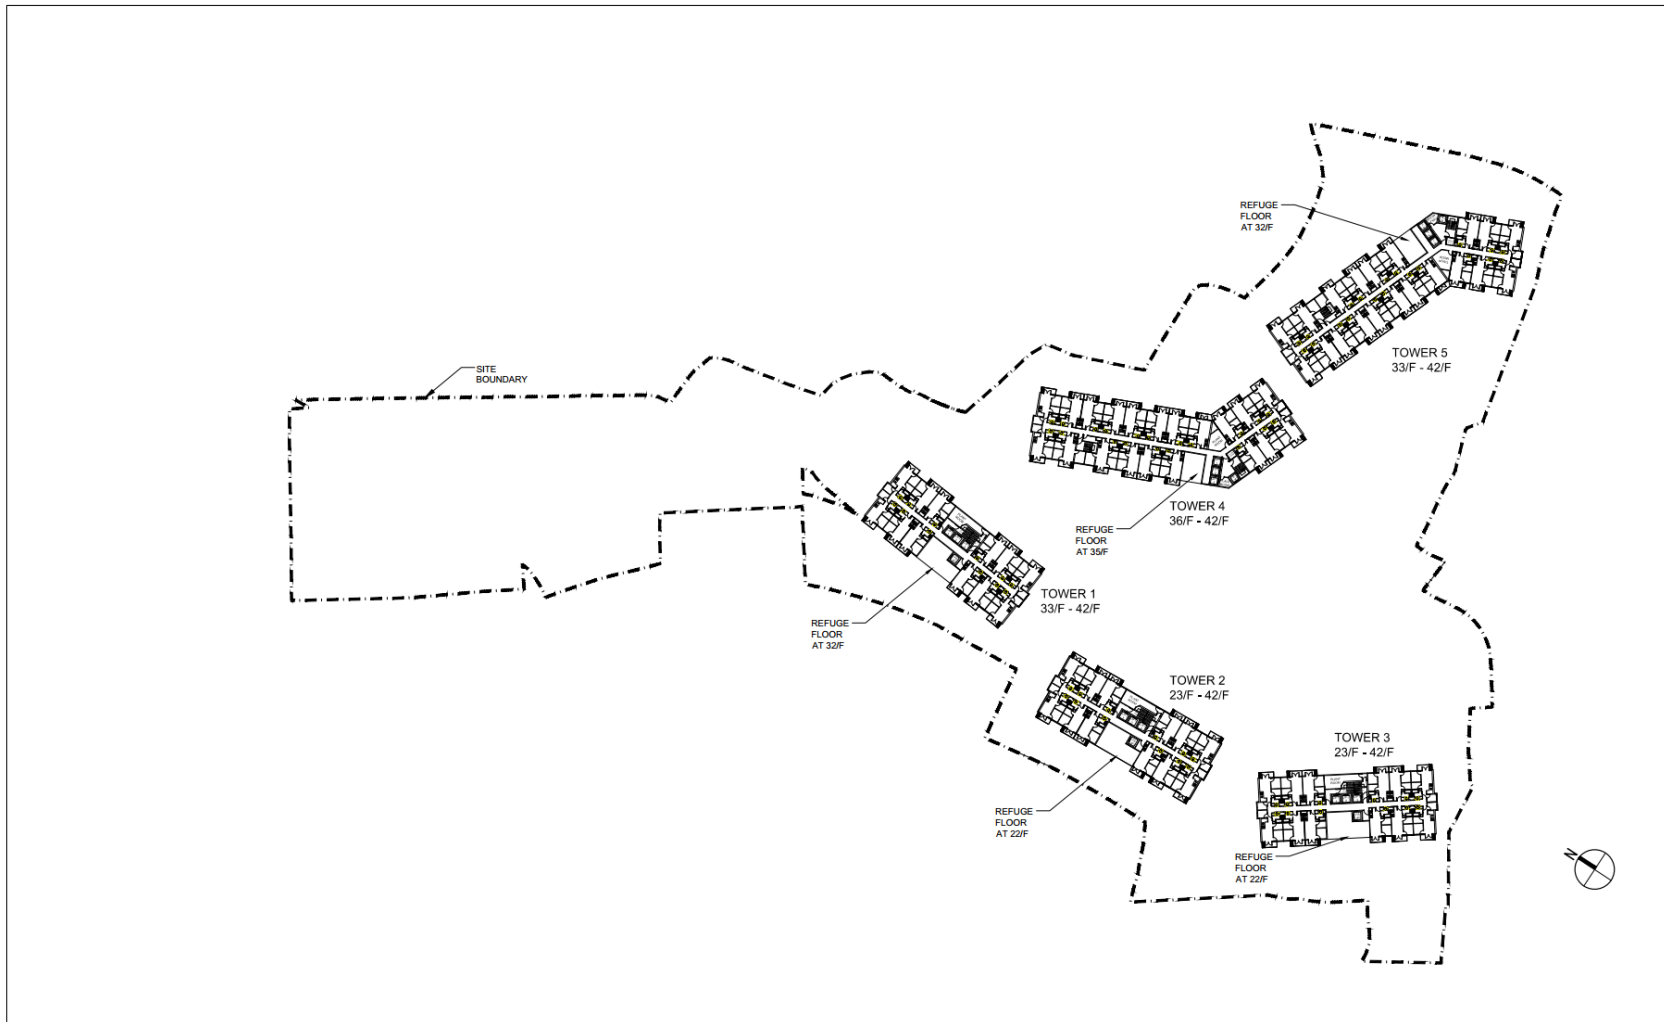 REFUGE
FLOOR
AT 32/F
TOWER 5
33/F - 42/F
SITE
BOUNDARY
TOWER 4
36/F - 42/F
REFUGE
FLOOR
AT 35/F
TOWER 1
33/F - 42/F
REFUGE
FLOOR
AT 32/F
TOWER 2
23/F - 42/F
TOWER 3
23/F - 42/F
REFUGE
FLOOR
AT 22/F
REFUGE
FLOOR
AT 22/F
N